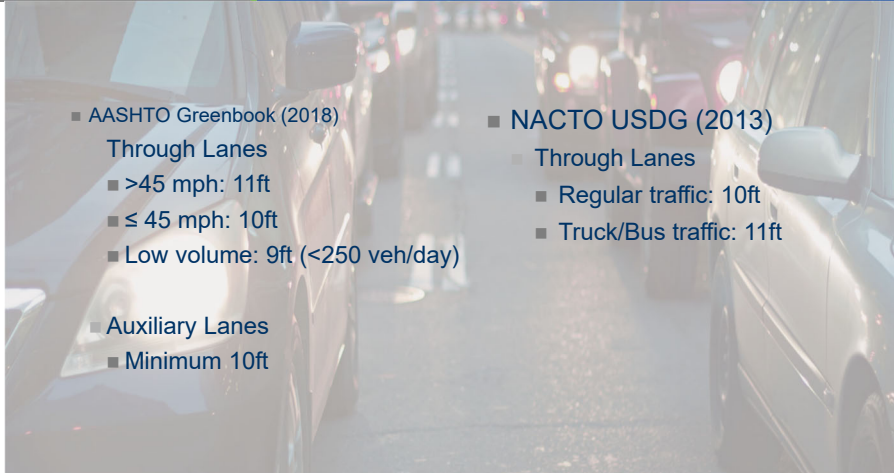 AASHTO Greenbook (2018)
Through Lanes
>45 mph: 11ft
≤ 45 mph: 10ft
Low volume: 9ft (<250 veh/day)
Auxiliary Lanes
Minimum 10ft
NACTO USDG (2013)
Through Lanes
Regular traffic: 10ft
Truck/Bus traffic: 11ft